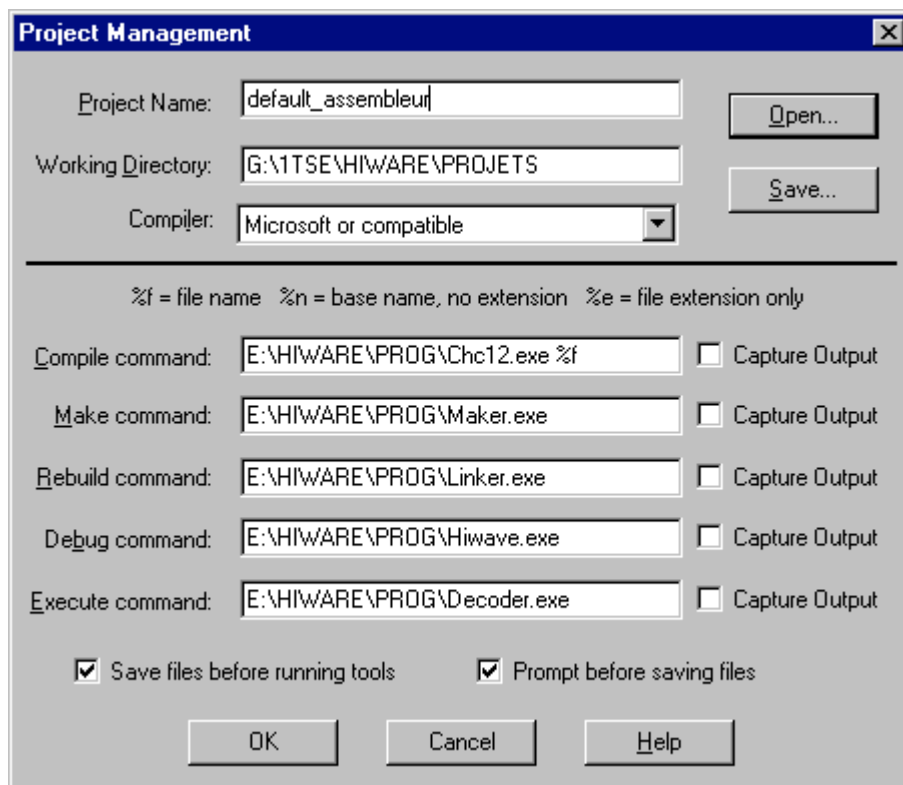 Project Management
Project Name: default_assembleur
Open...
Working Directory: G:\1TSE\HIWARE\PROJETS
Save...
Compiler: Microsoft or compatible
%f = file name %n = base name, no extension %e = file extension only
Compile command: E:\HIWARE\PROG\Chc12.exe %f Capture Output
Make command: E:\HIWARE\PROG\Maker.exe Capture Output
Rebuild command: E:\HIWARE\PROG\Linker.exe Capture Output
Debug command: E:\HIWARE\PROG\Hiwave.exe Capture Output
Execute command: E:\HIWARE\PROG\Decoder.exe Capture Output
Save files before running tools Prompt before saving files
OK Cancel Help